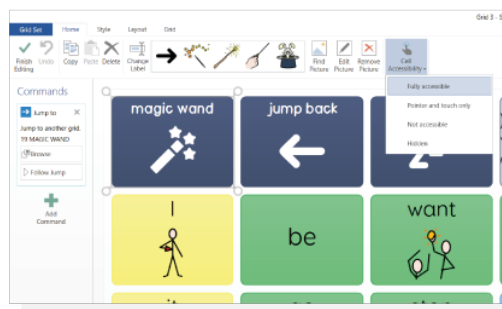 Grid 3 - S
Grid Set Home Style Layout Grid
Finish Editing
Undo
Copy
Paste
Delete
Change Label
Find Picture
Edit Picture
Remove Picture
Cell Accessibility
Fully accessible
Pointer and touch only
Not accessible
Hidden
Commands
Jump to
Jump to another grid.
19 MAGIC WAND
Browse
Follow Jump
Add Command
magic wand
jump back
I
be
want